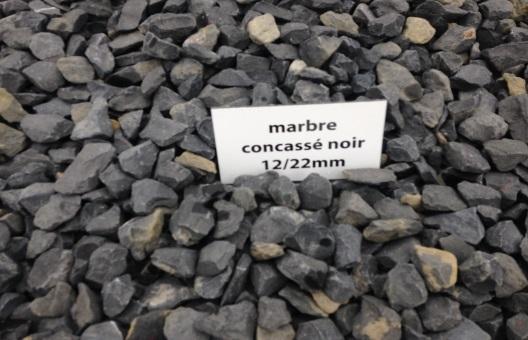 marbre
concassé noir
12/22mm